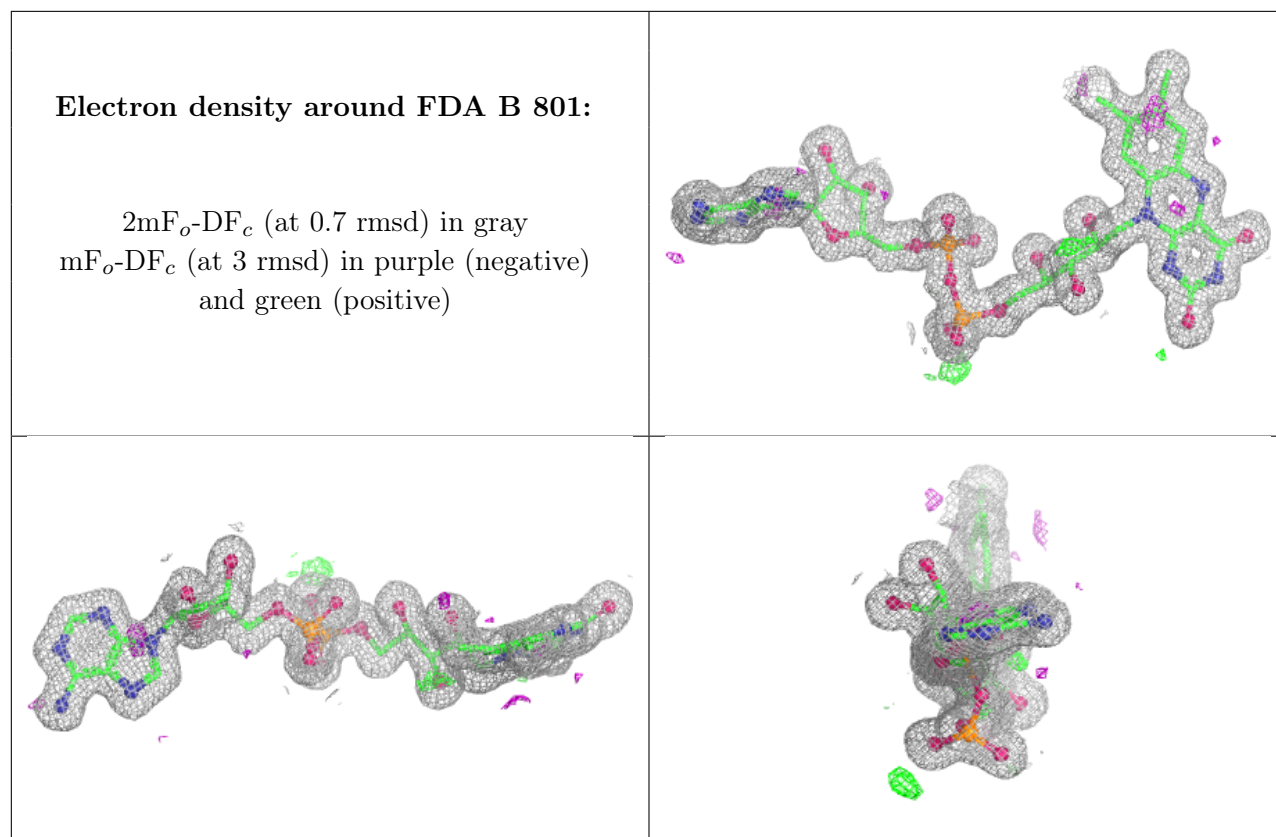 Electron density around FDA B 801:
2mFₒ-DF𝒸 (at 0.7 rmsd) in gray
mFₒ-DF𝒸 (at 3 rmsd) in purple (negative)
and green (positive)